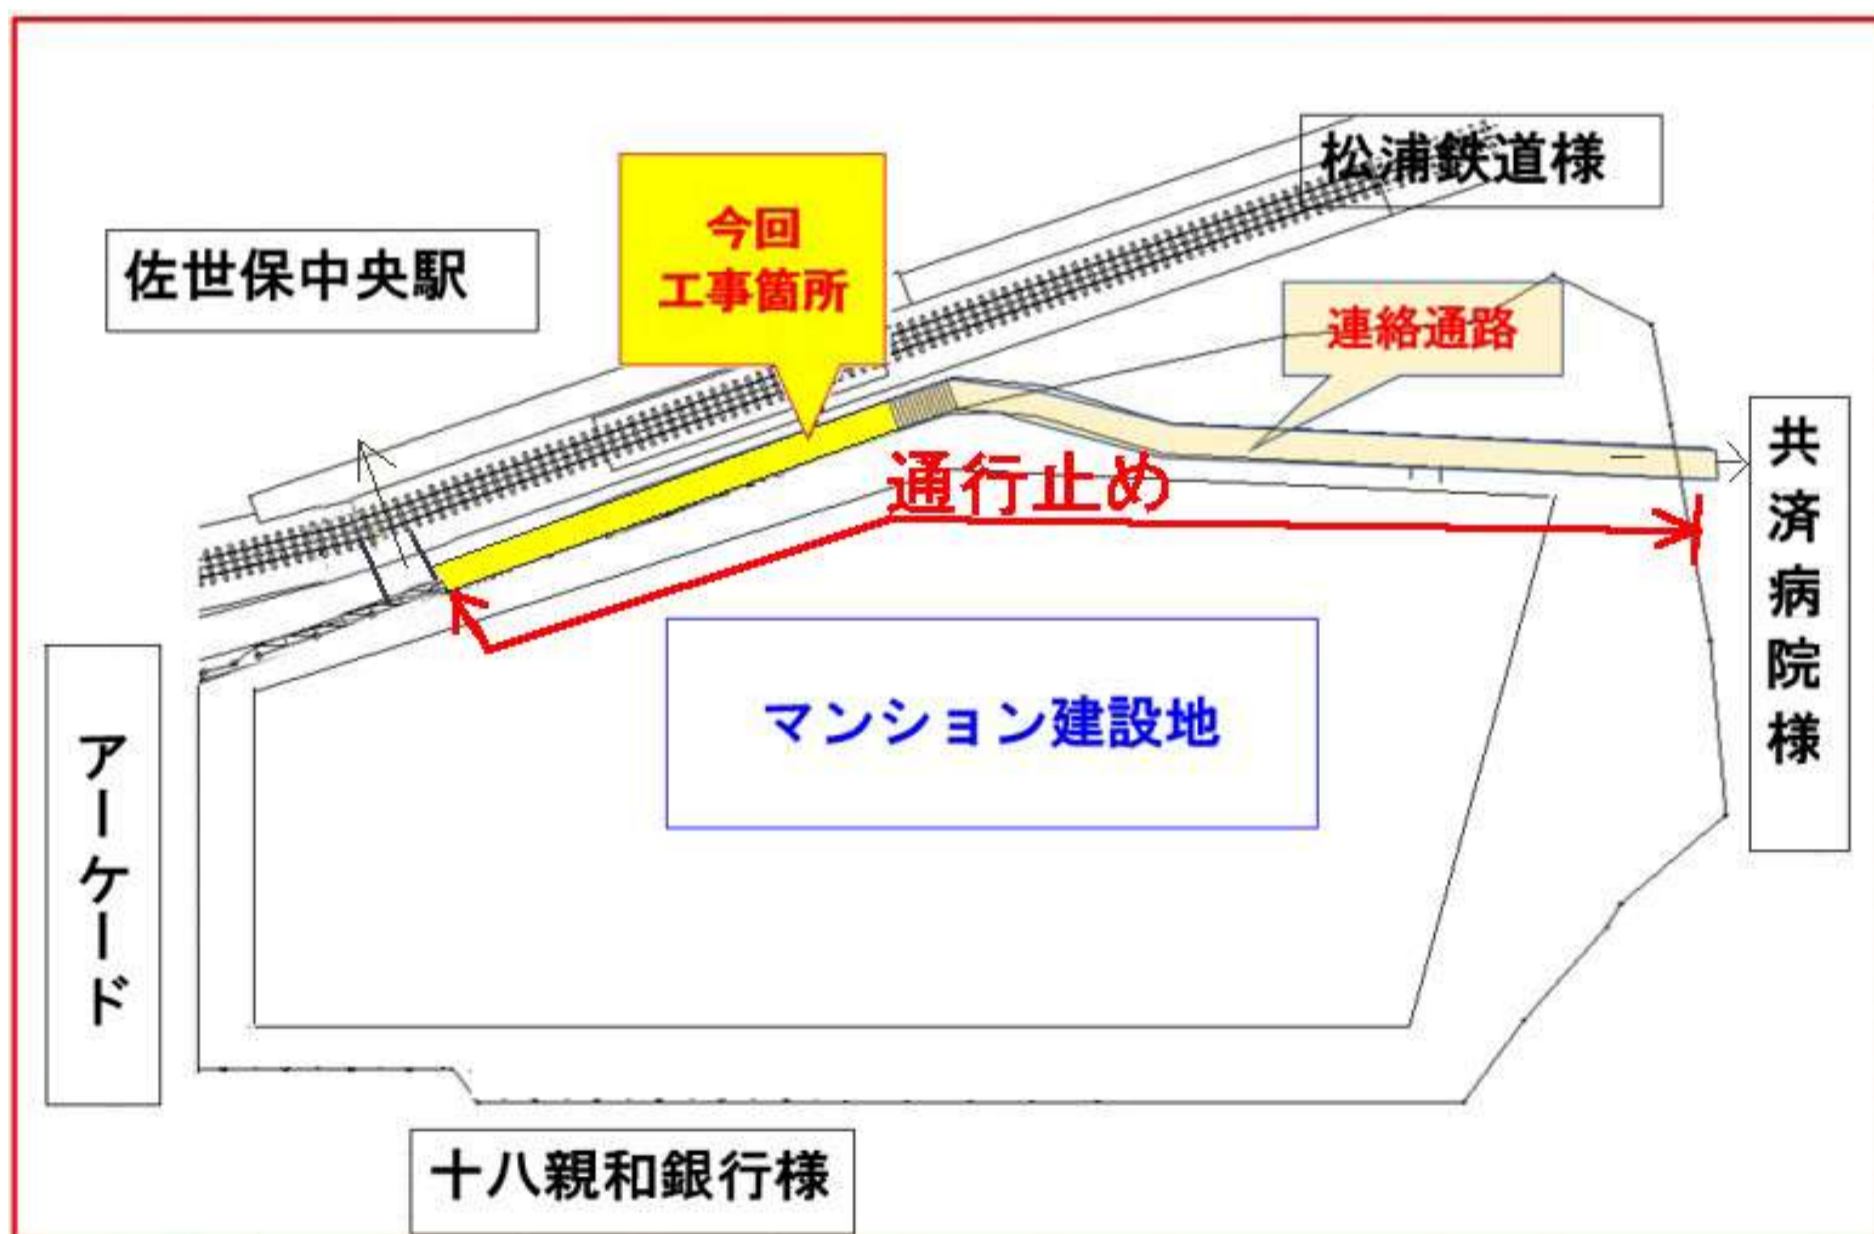 松浦鉄道様
佐世保中央駅
今回
工事箇所
連絡通路
共済病院様
通行止め
マンション建設地
アーケード
十八親和銀行様